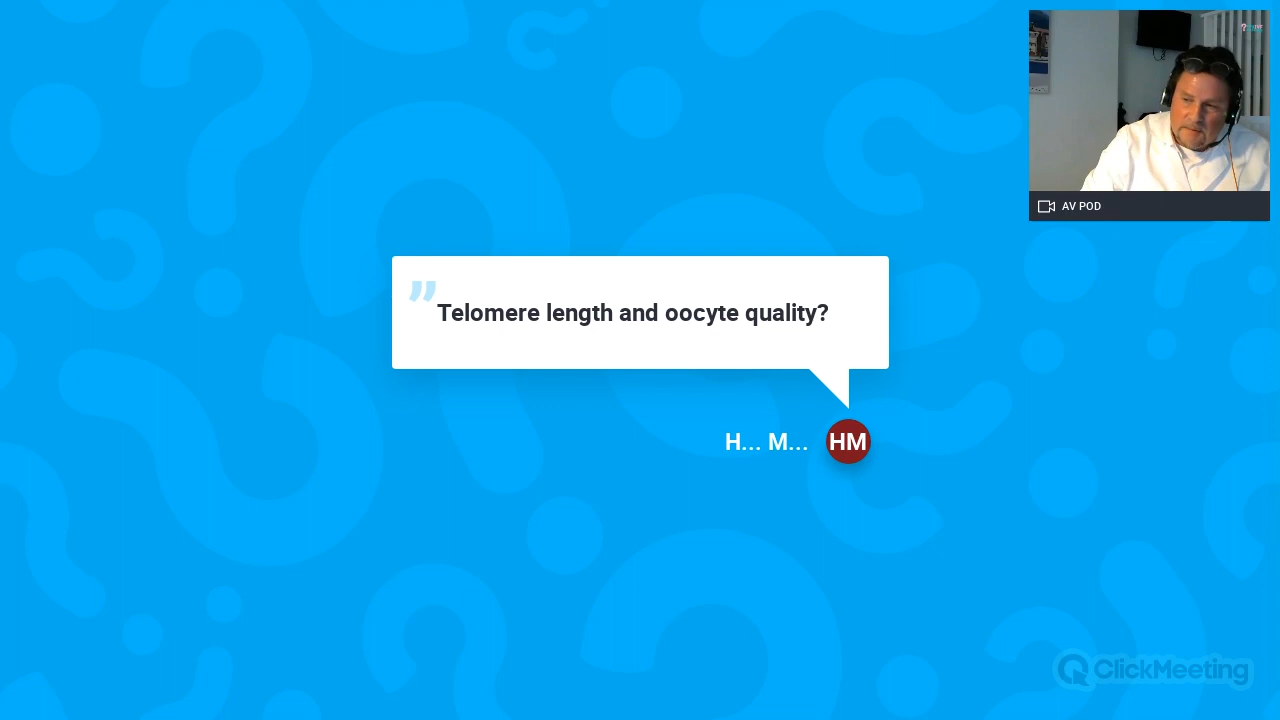 AV POD
” Telomere length and oocyte quality?
H... M... HM
ClickMeeting